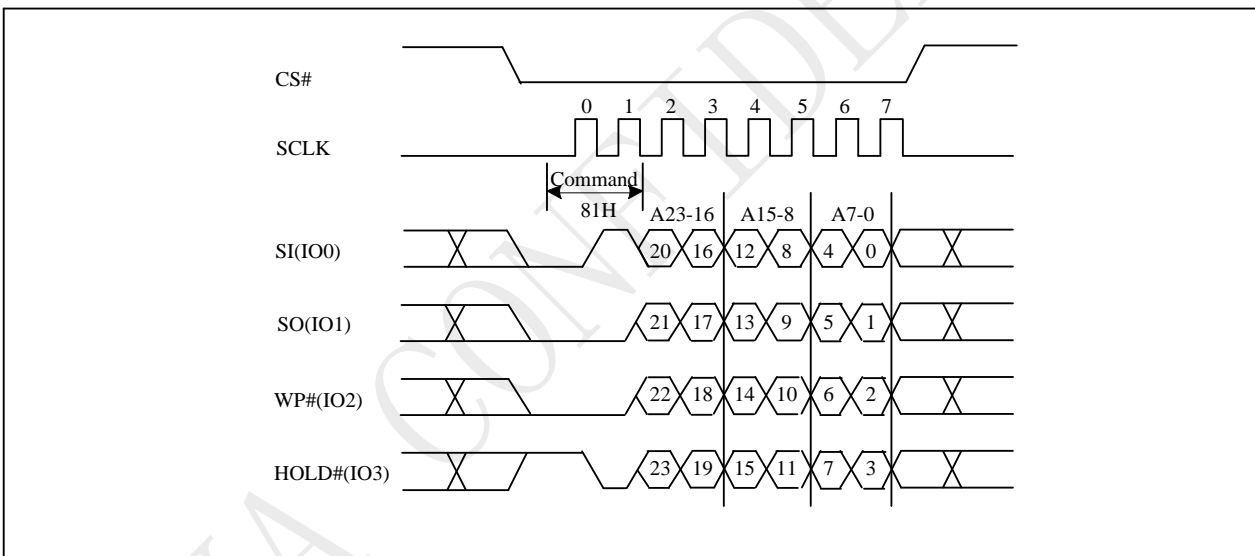 CS#
0 1 2 3 4 5 6 7
SCLK
Command
81H
A23-16 A15-8 A7-0
SI(IO0) 20 16 12 8 4 0
SO(IO1) 21 17 13 9 5 1
WP#(IO2) 22 18 14 10 6 2
HOLD#(IO3) 23 19 15 11 7 3